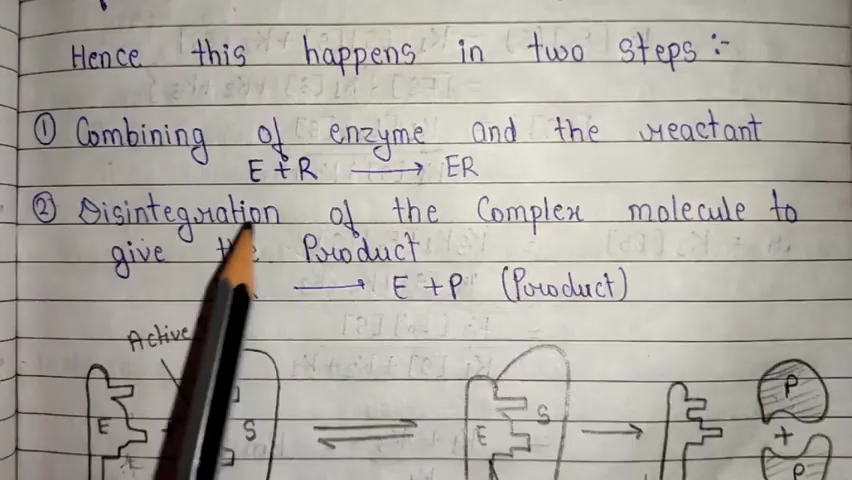 Hence this happens in two steps :-
① Combining of enzyme and the reactant
E + R ⟶ ER
② Disintegration of the Complex molecule to
give the Product
⟶ E + P (Product)
Active
E S E S P
+
P